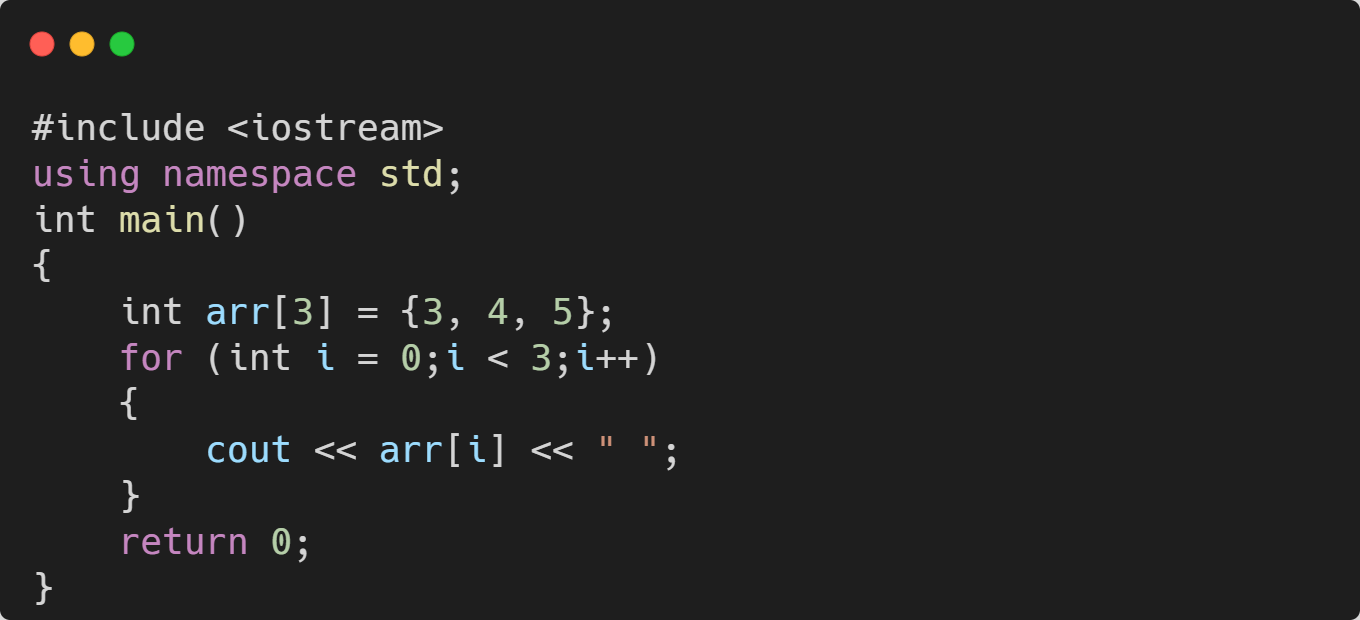 #include <iostream>
using namespace std;
int main()
{
    int arr[3] = {3, 4, 5};
    for (int i = 0;i < 3;i++)
    {
        cout << arr[i] << " ";
    }
    return 0;
}